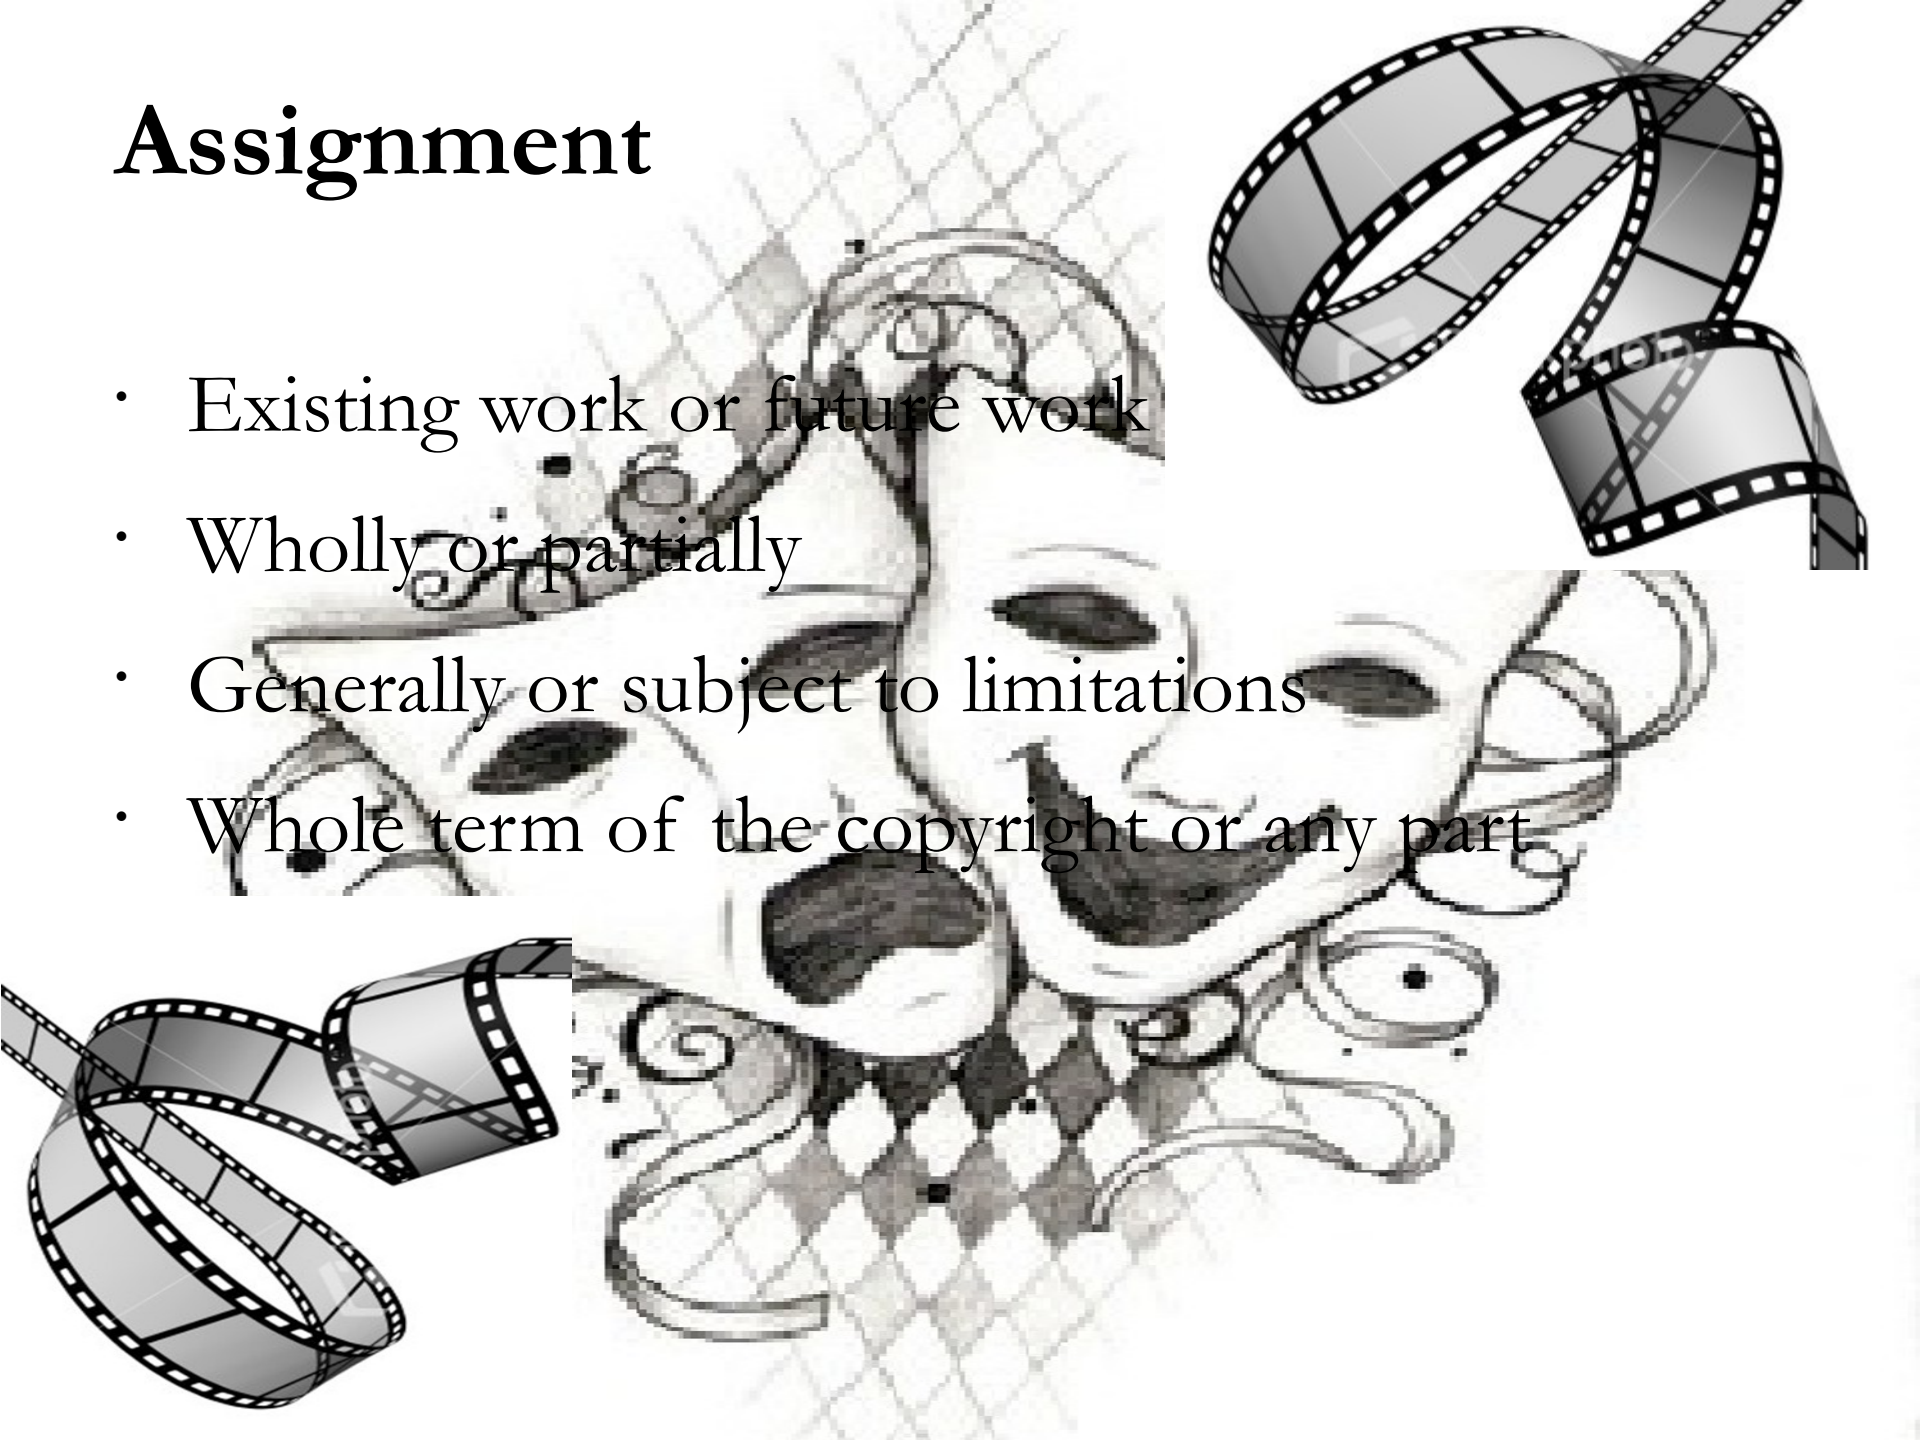 Assignment
• Existing work or future work
• Wholly or partially
• Generally or subject to limitations
• Whole term of the copyright or any part